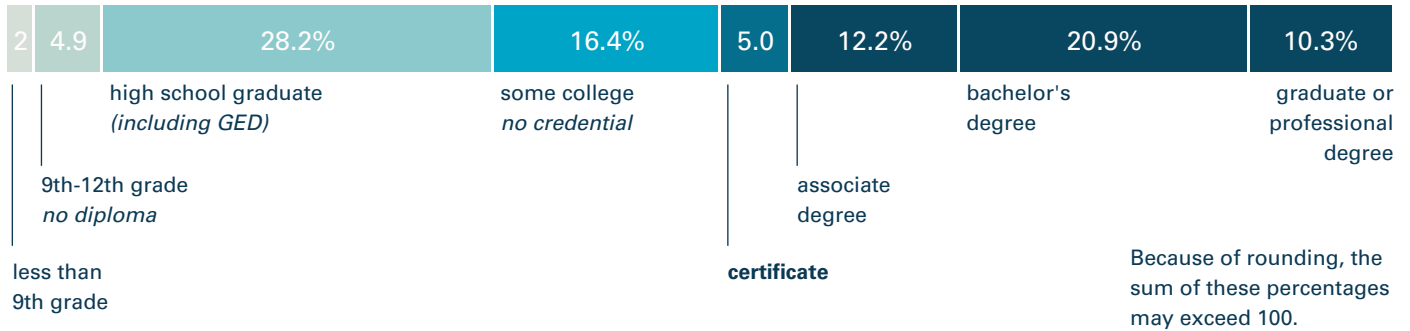 2 4.9 28.2% 16.4% 5.0 12.2% 20.9% 10.3%
high school graduate
(including GED)
some college
no credential
bachelor's
degree
graduate or
professional
degree
9th-12th grade
no diploma
associate
degree
less than
9th grade
certificate
Because of rounding, the
sum of these percentages
may exceed 100.